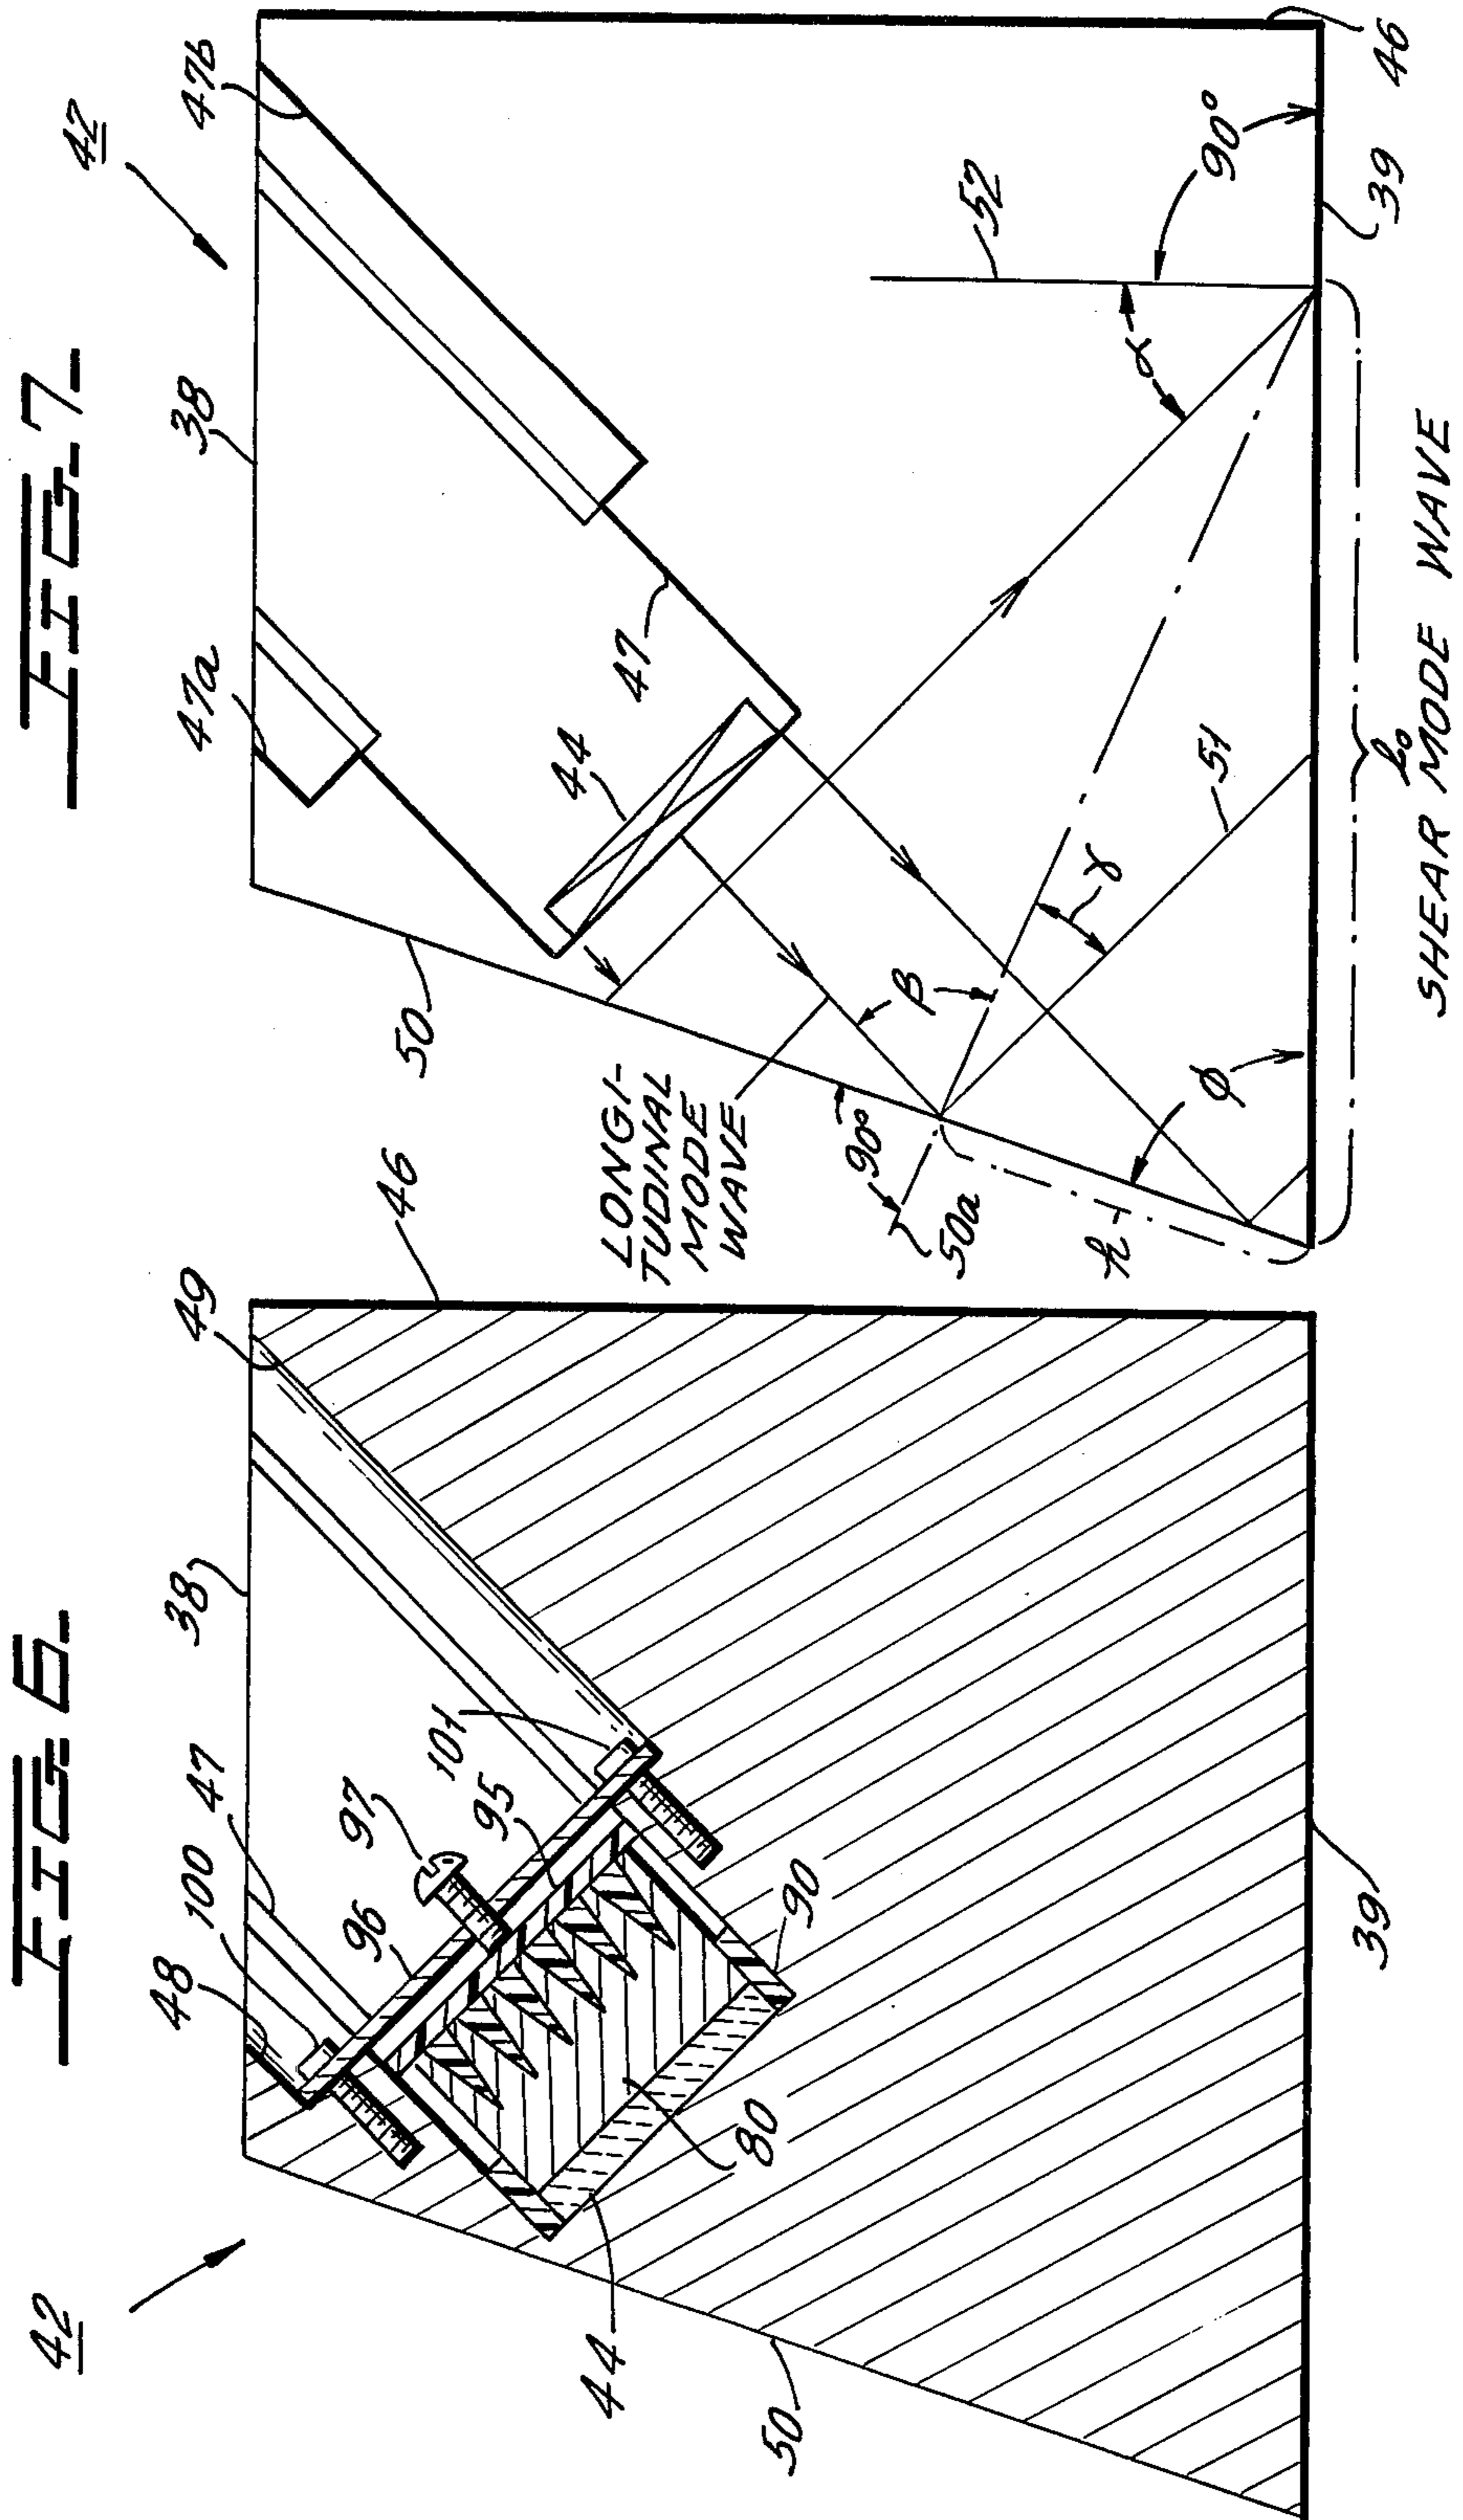 FIG. 6
42
48
100
47
38
49
96
97
101
95
46
44
80
90
50
39
FIG. 7
42
47a
38
47b
44
47
52
50
46
LONGI-
TUDINAL
MODE
WAVE
α
90°
β
90°
γ
51
50a
φ
39
46
SHEAR MODE WAVE